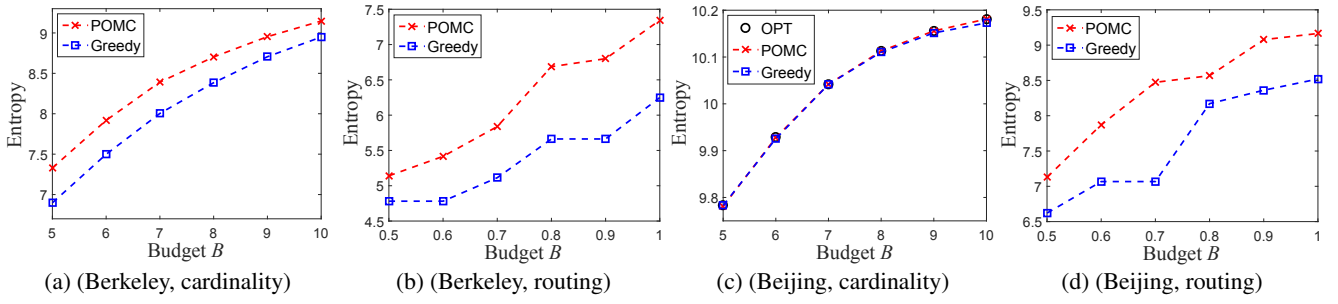 POMC
Greedy
9
8.5
8
7.5
7
Entropy
5
6
7
8
9
10
Budget B
(a) (Berkeley, cardinality)
POMC
Greedy
7.5
7
6.5
6
5.5
5
4.5
Entropy
0.5
0.6
0.7
0.8
0.9
1
Budget B
(b) (Berkeley, routing)
OPT
POMC
Greedy
10.2
10.1
10
9.9
9.8
Entropy
5
6
7
8
9
10
Budget B
(c) (Beijing, cardinality)
POMC
Greedy
10
9.5
9
8.5
8
7.5
7
6.5
Entropy
0.5
0.6
0.7
0.8
0.9
1
Budget B
(d) (Beijing, routing)